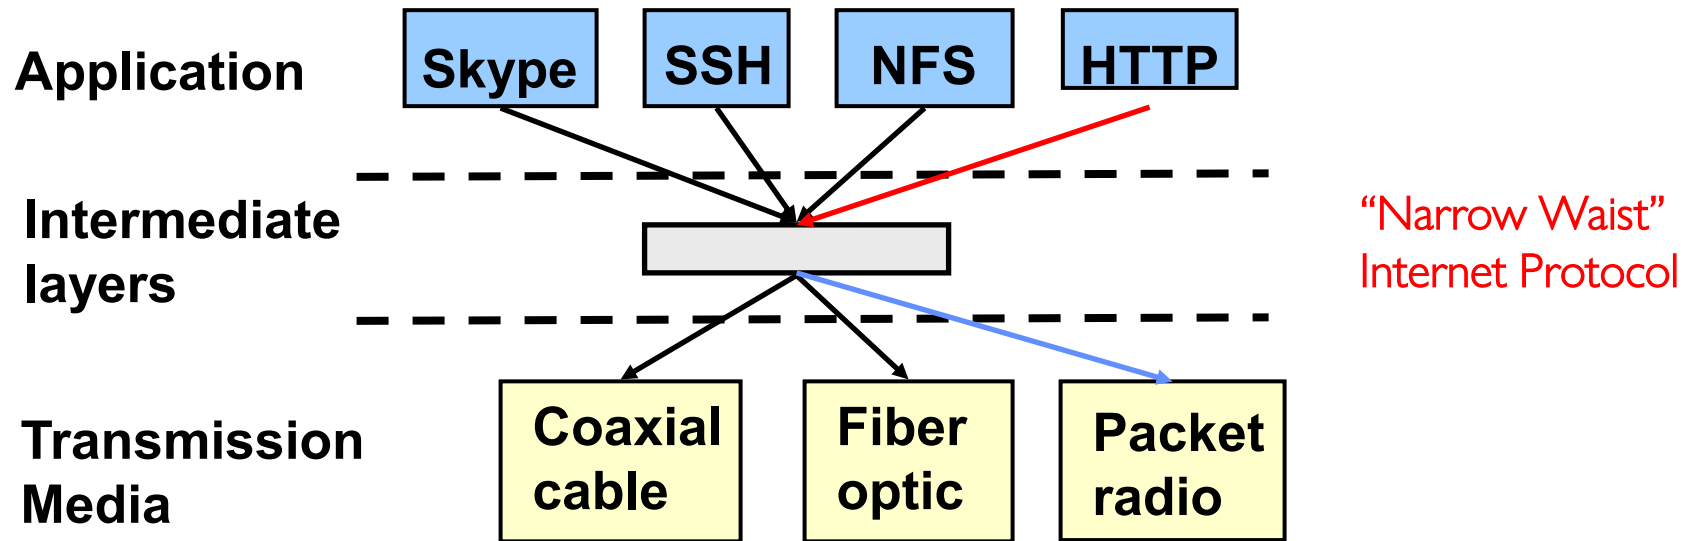 Application
Skype
SSH
NFS
HTTP
Intermediate
layers
“Narrow Waist”
Internet Protocol
Transmission
Media
Coaxial
cable
Fiber
optic
Packet
radio